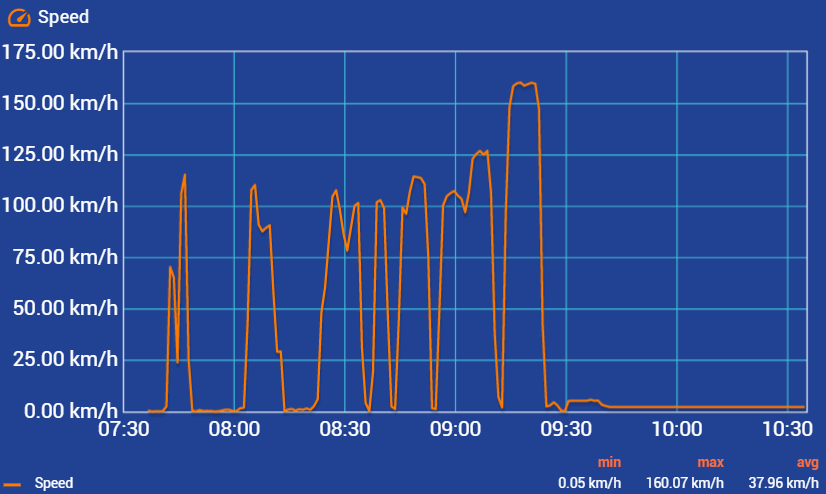 Speed
175.00 km/h
150.00 km/h
125.00 km/h
100.00 km/h
75.00 km/h
50.00 km/h
25.00 km/h
0.00 km/h
07:30 08:00 08:30 09:00 09:30 10:00 10:30
min max avg
Speed 0.05 km/h 160.07 km/h 37.96 km/h